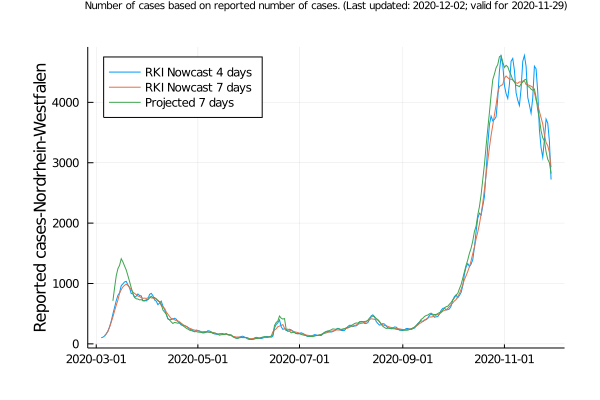 Number of cases based on reported number of cases. (Last updated: 2020-12-02; valid for 2020-11-29)
RKI Nowcast 4 days
RKI Nowcast 7 days
Projected 7 days
Reported cases-Nordrhein-Westfalen
4000
3000
2000
1000
0
2020-03-01 2020-05-01 2020-07-01 2020-09-01 2020-11-01